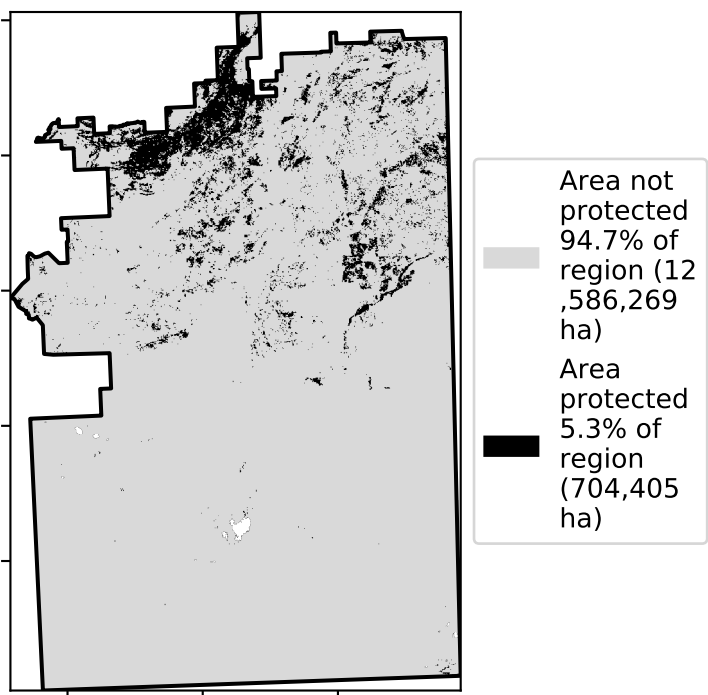 Area not
protected
94.7% of
region (12
,586,269
ha)
Area
protected
5.3% of
region
(704,405
ha)